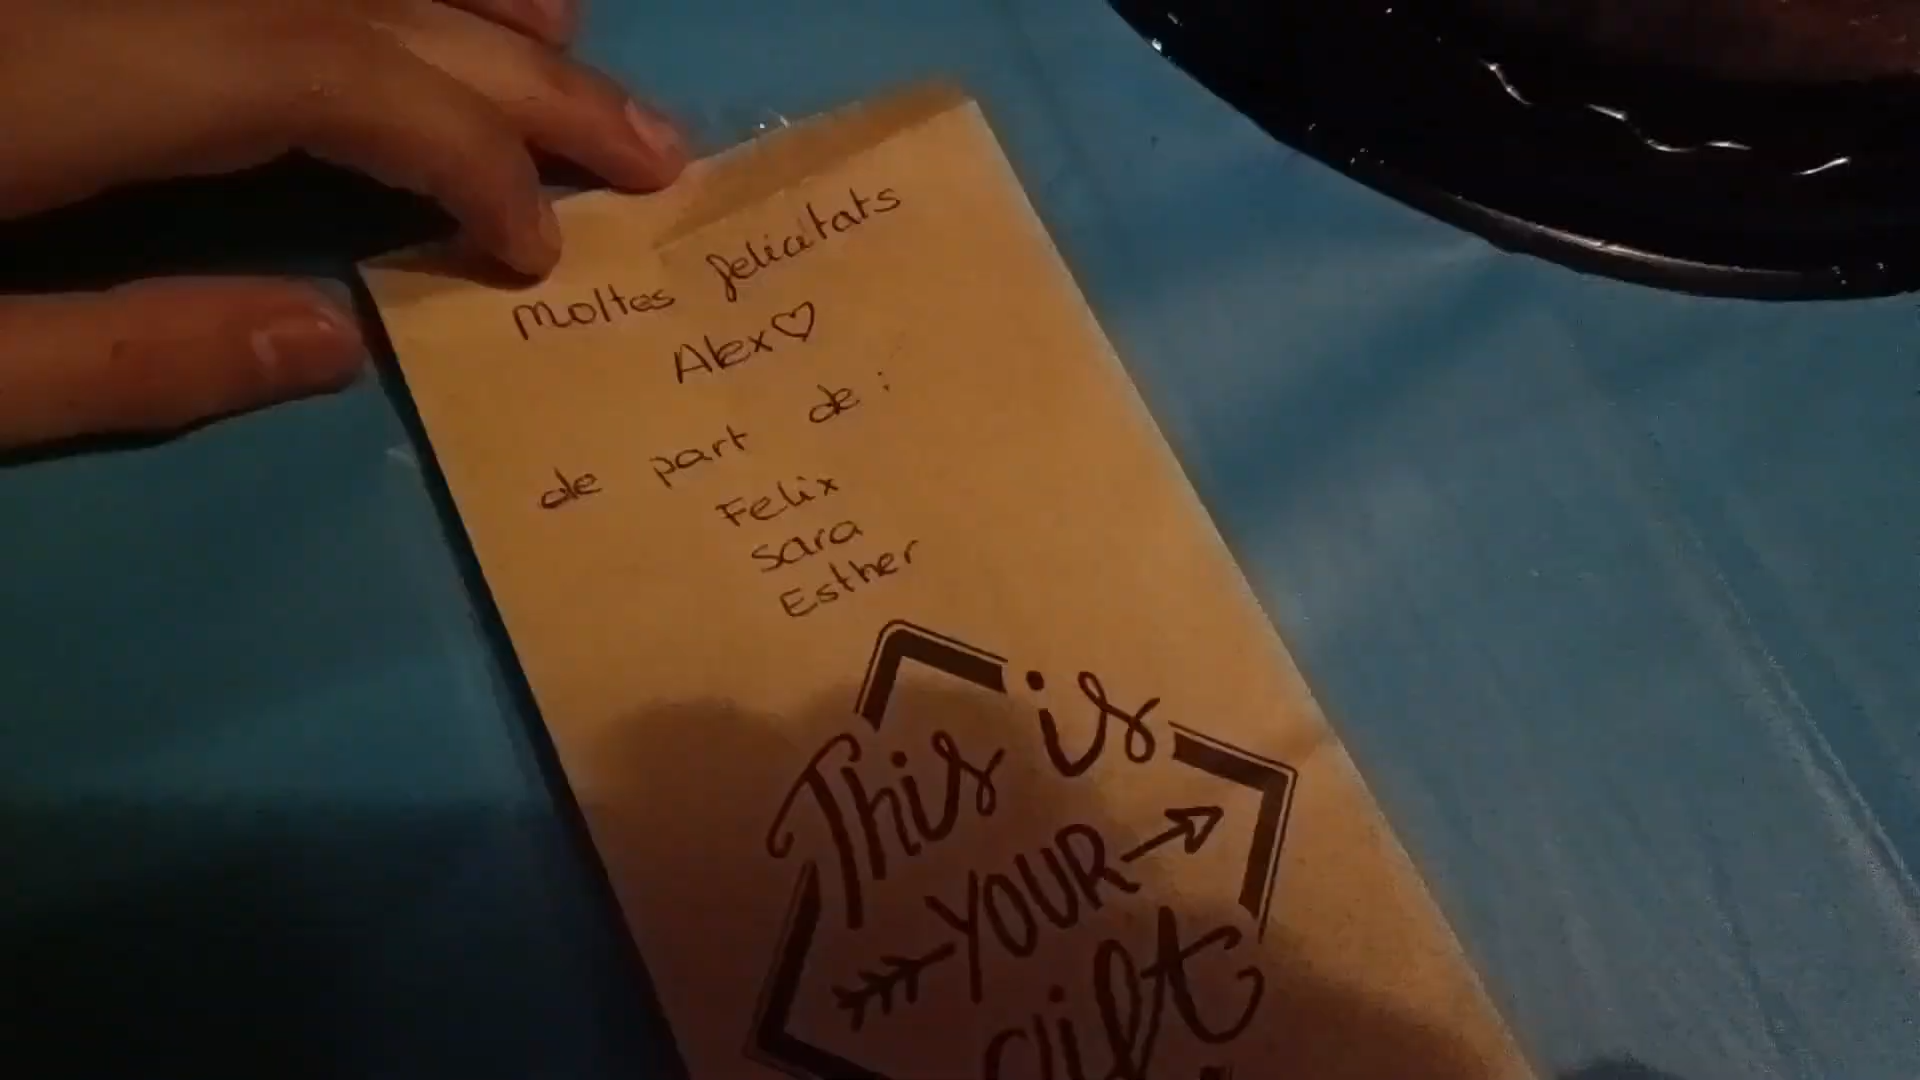 Moltes felicitats
Alex♡
de part de:
Felix
Sara
Esther
This is
YOUR
gift